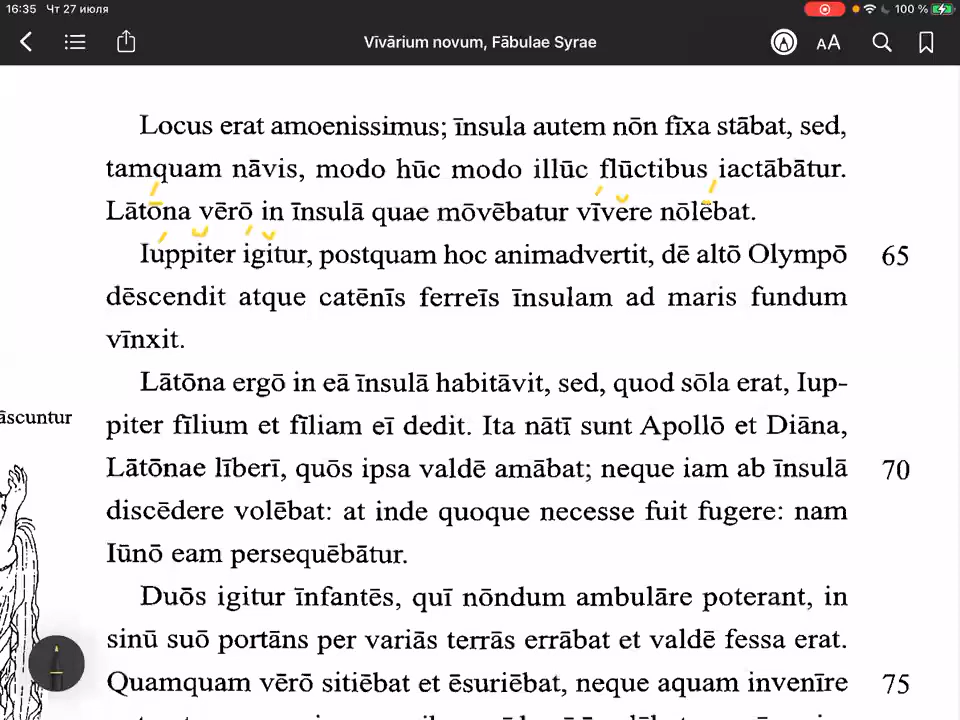 16:35 Чт 27 июля
100 %
Vīvārium novum, Fābulae Syrae
AA
Locus erat amoenissimus; īnsula autem nōn fīxa stābat, sed,
tamquam nāvis, modo hūc modo illūc flūctibus iactābātur.
Lātōna vērō in īnsulā quae mōvēbatur vīvere nōlēbat.
Iuppiter igitur, postquam hoc animadvertit, dē altō Olympō 65
dēscendit atque catēnīs ferreīs īnsulam ad maris fundum
vīnxit.
Lātōna ergō in eā īnsulā habitāvit, sed, quod sōla erat, Iup-
āscuntur
piter fīlium et fīliam eī dedit. Ita nātī sunt Apollō et Diāna,
Lātōnae līberī, quōs ipsa valdē amābat; neque iam ab īnsulā 70
discēdere volēbat: at inde quoque necesse fuit fugere: nam
Iūnō eam persequēbātur.
Duōs igitur īnfantēs, quī nōndum ambulāre poterant, in
sinū suō portāns per variās terrās errābat et valdē fessa erat.
Quamquam vērō sitiēbat et ēsuriēbat, neque aquam invenīre 75